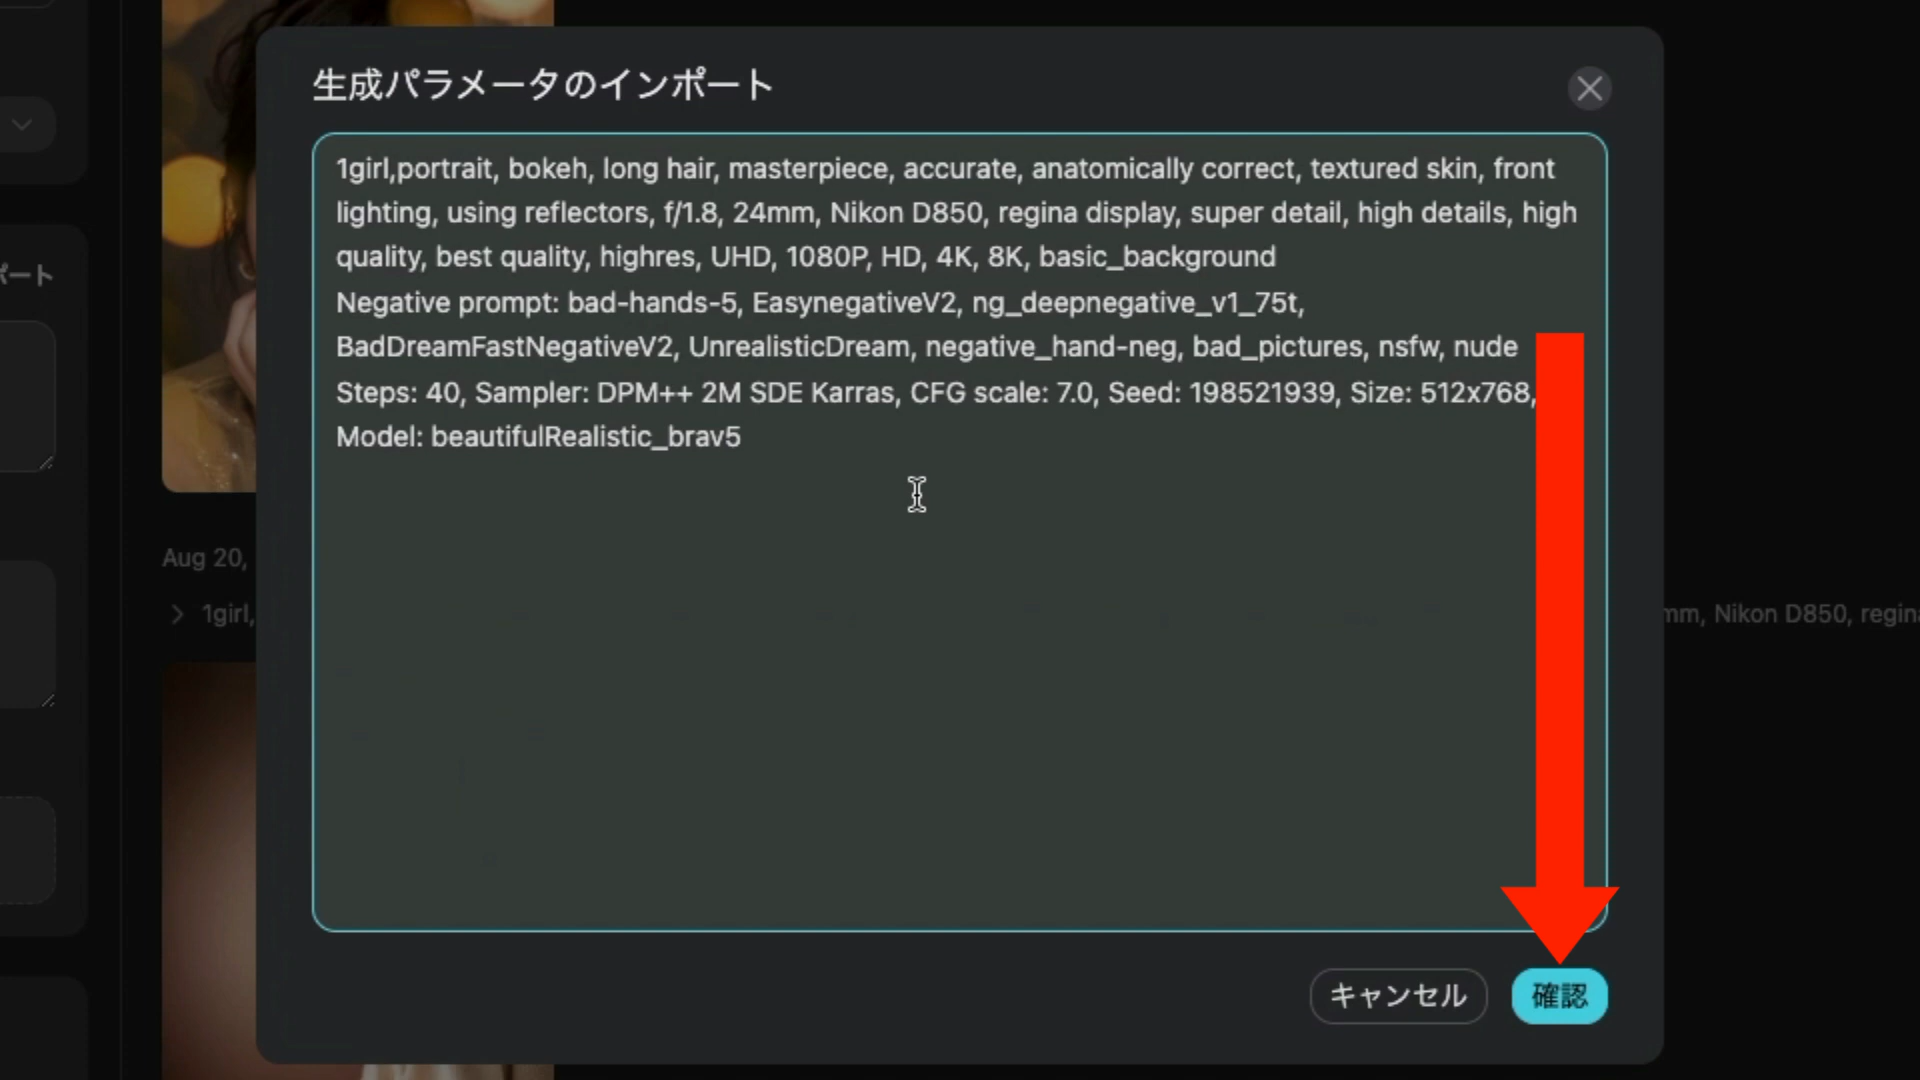 生成パラメータのインポート
1girl,portrait, bokeh, long hair, masterpiece, accurate, anatomically correct, textured skin, front
lighting, using reflectors, f/1.8, 24mm, Nikon D850, regina display, super detail, high details, high
quality, best quality, highres, UHD, 1080P, HD, 4K, 8K, basic_background
Negative prompt: bad-hands-5, EasynegativeV2, ng_deepnegative_v1_75t,
BadDreamFastNegativeV2, UnrealisticDream, negative_hand-neg, bad_pictures, nsfw, nude
Steps: 40, Sampler: DPM++ 2M SDE Karras, CFG scale: 7.0, Seed: 198521939, Size: 512x768,
Model: beautifulRealistic_brav5
ポート
Aug 20,
1girl,
mm, Nikon D850, regina
キャンセル
確認